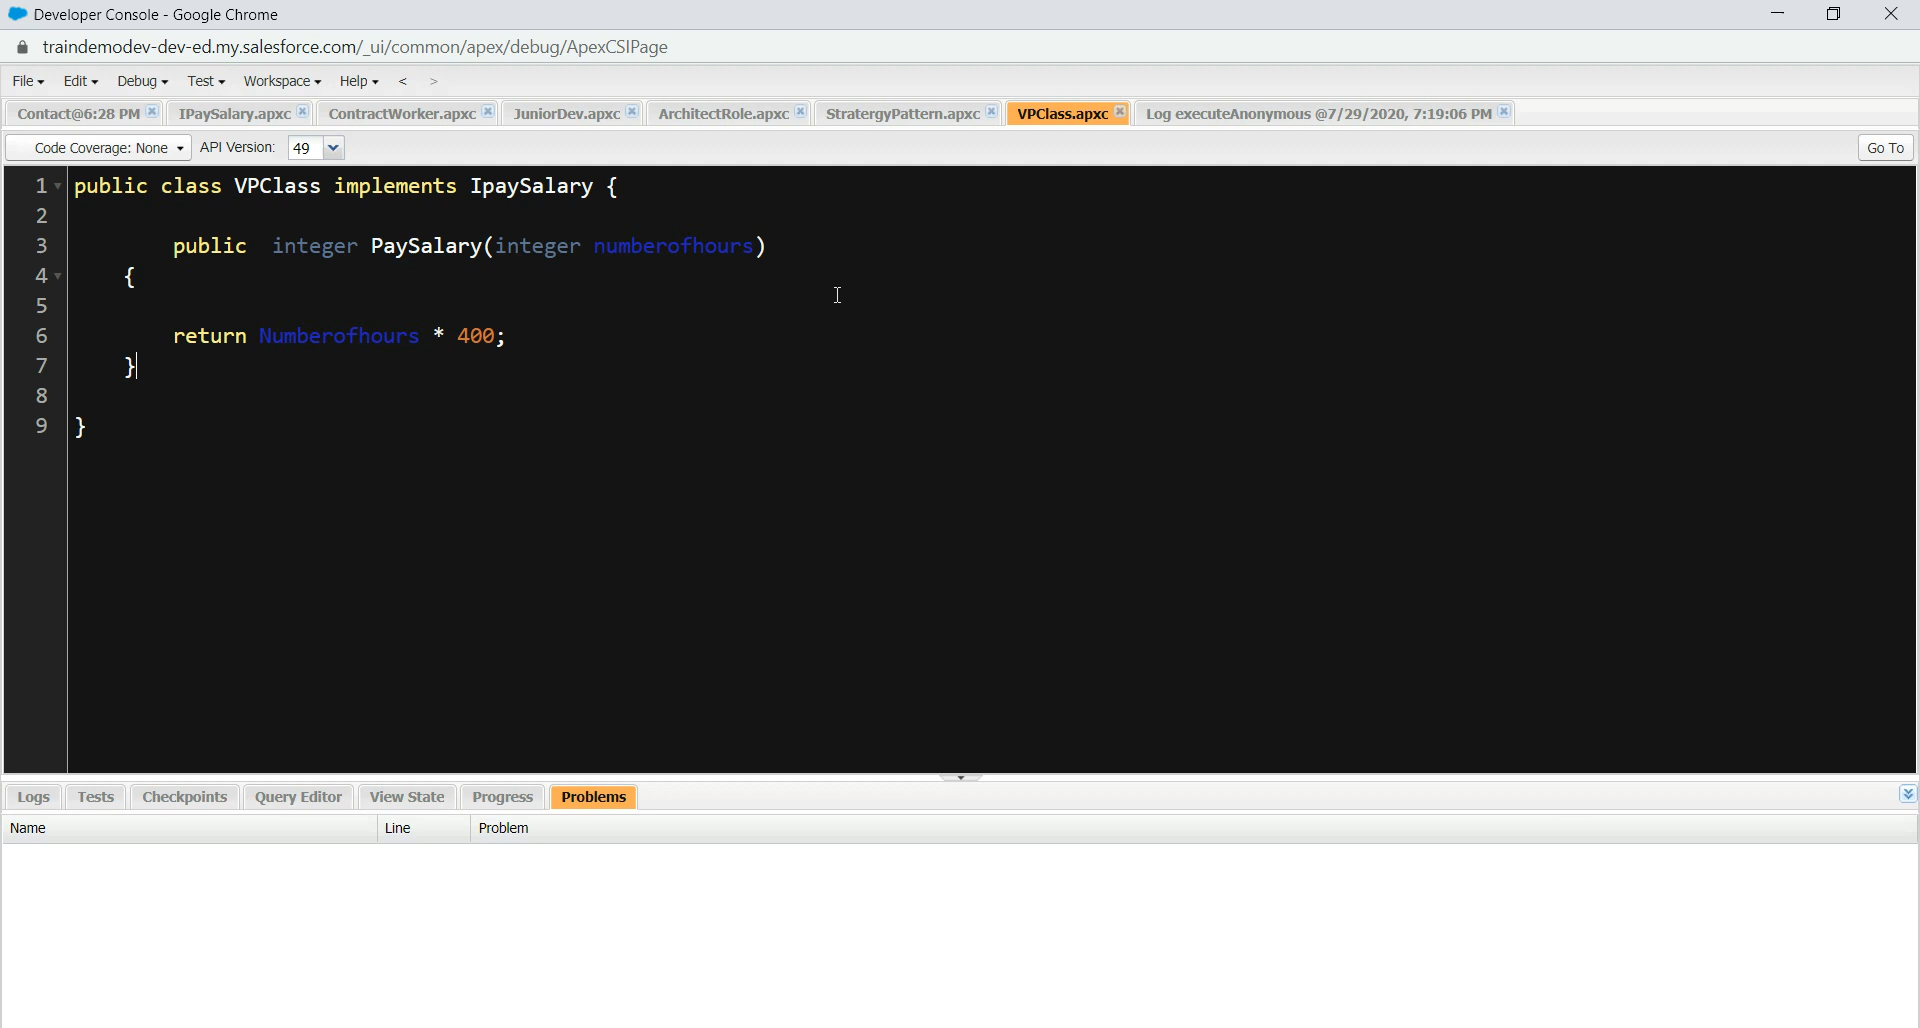 Developer Console - Google Chrome
traindemodev-dev-ed.my.salesforce.com/_ui/common/apex/debug/ApexCSIPage
File Edit Debug Test Workspace Help < >
Contact@6:28 PM IPaySalary.apxc ContractWorker.apxc JuniorDev.apxc ArchitectRole.apxc StratergyPattern.apxc VPClass.apxc Log executeAnonymous @7/29/2020, 7:19:06 PM
Code Coverage: None API Version: 49 Go To
1 public class VPClass implements IpaySalary {
2
3 public integer PaySalary(integer numberofhours)
4 {
5
6 return Numberofhours * 400;
7 }
8
9 }
Logs Tests Checkpoints Query Editor View State Progress Problems
Name Line Problem